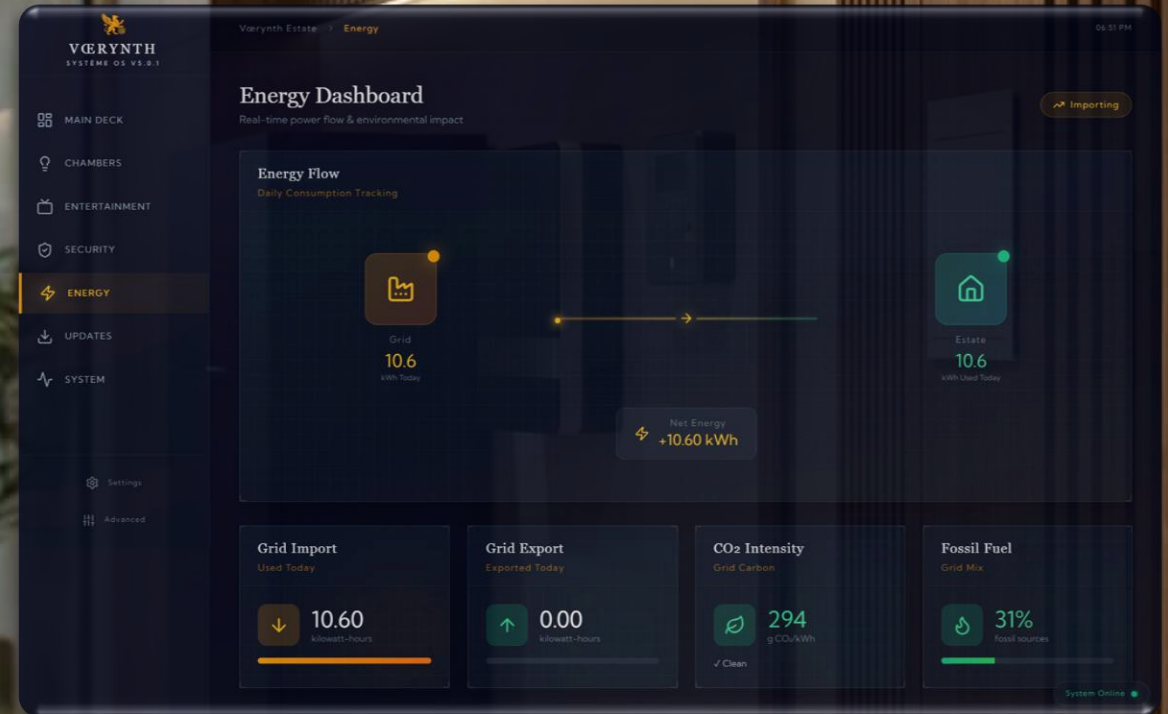 VŒRYNTH
SYSTÈME OS V5.0.1
MAIN DECK
CHAMBERS
ENTERTAINMENT
SECURITY
ENERGY
UPDATES
SYSTEM
Settings
Advanced
Vœrynth Estate > Energy
06:51 PM
Energy Dashboard
Real-time power flow & environmental impact
Importing
Energy Flow
Daily Consumption Tracking
Grid
10.6
kWh Today
Estate
10.6
kWh Used Today
Net Energy
+10.60 kWh
Grid Import
Used Today
10.60
kilowatt-hours
Grid Export
Exported Today
0.00
kilowatt-hours
CO₂ Intensity
Grid Carbon
294
g CO₂/kWh
✓ Clean
Fossil Fuel
Grid Mix
31%
fossil sources
System Online